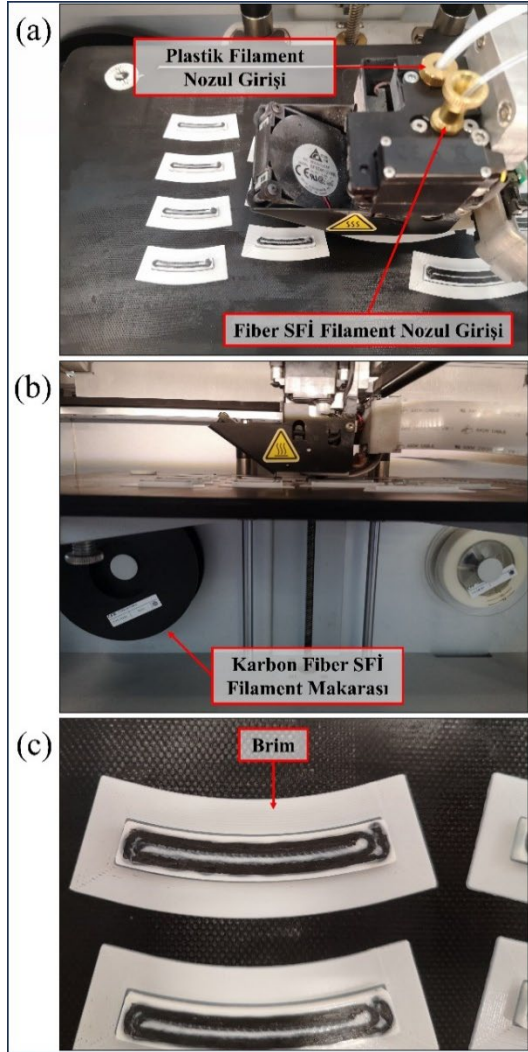 (a)
Plastik Filament
Nozul Girişi
Fiber SFİ Filament Nozul Girişi
(b)
Karbon Fiber SFİ
Filament Makarası
(c)
Brim